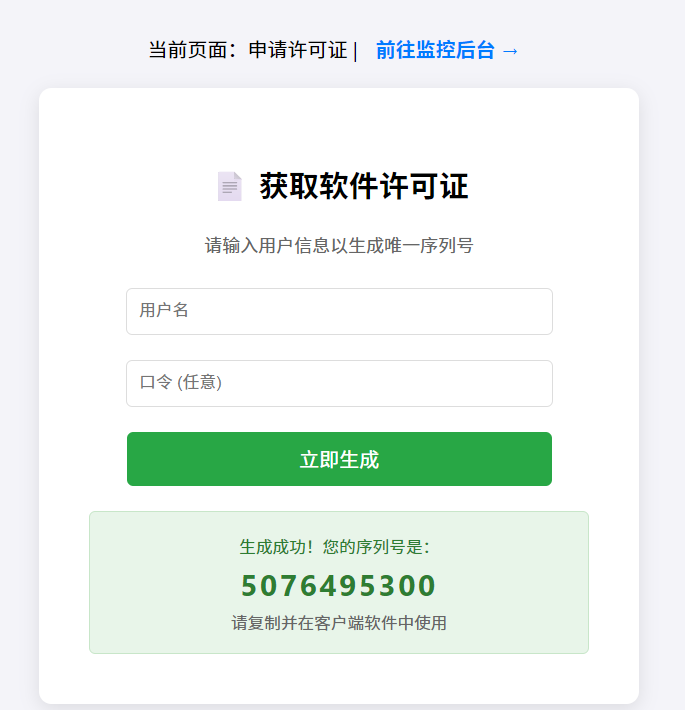 当前页面：申请许可证 | 前往监控后台 →
获取软件许可证
请输入用户信息以生成唯一序列号
用户名
口令 (任意)
立即生成
生成成功！您的序列号是：
5076495300
请复制并在客户端软件中使用